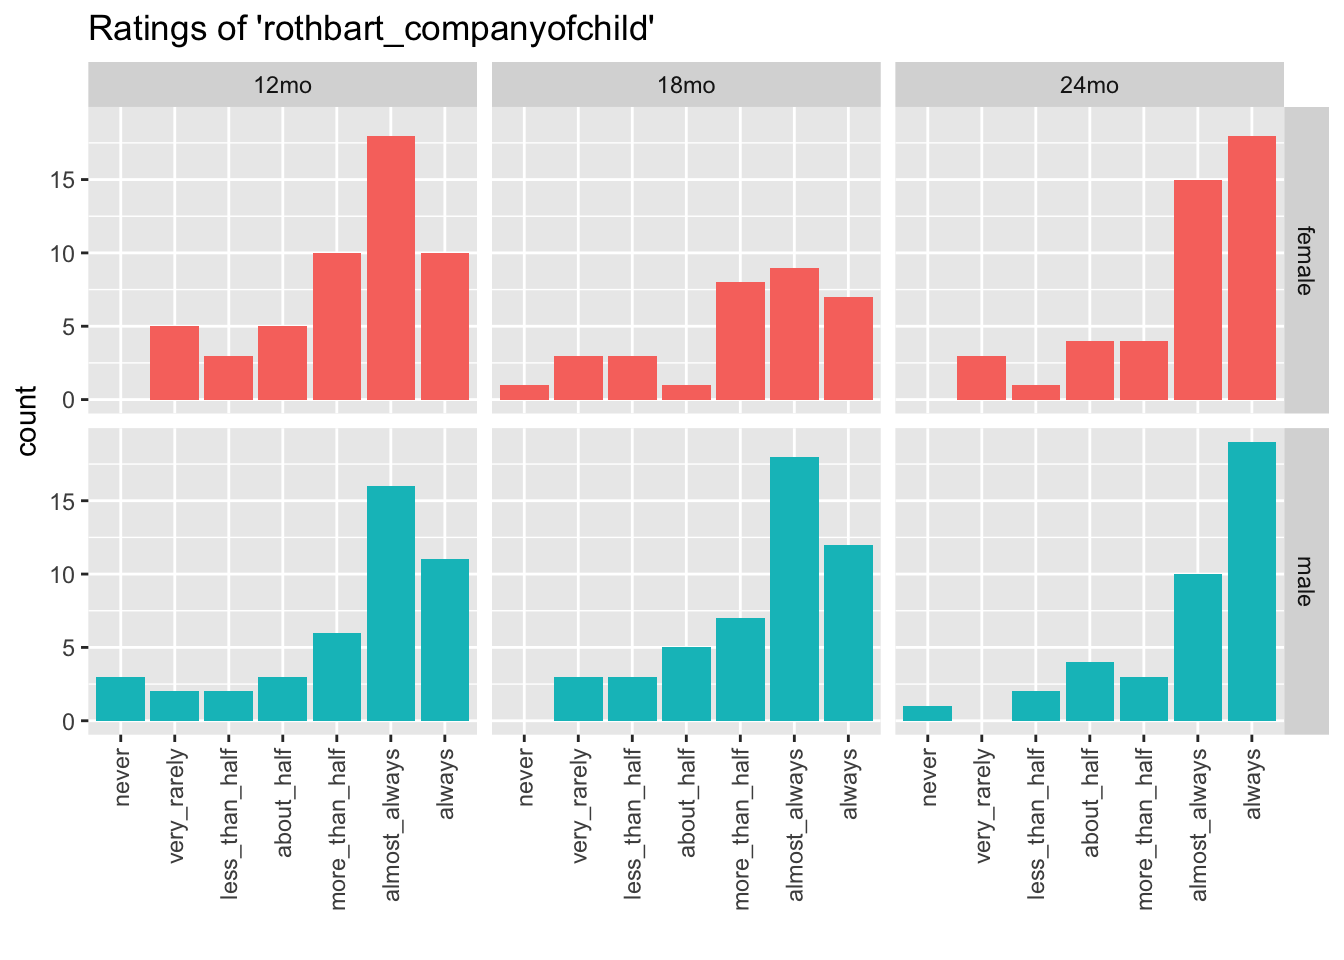 Ratings of 'rothbart_companyofchild'
12mo 18mo 24mo
count
15
10
5
0
female
15
10
5
0
male
never very_rarely less_than_half about_half more_than_half almost_always always
never very_rarely less_than_half about_half more_than_half almost_always always
never very_rarely less_than_half about_half more_than_half almost_always always